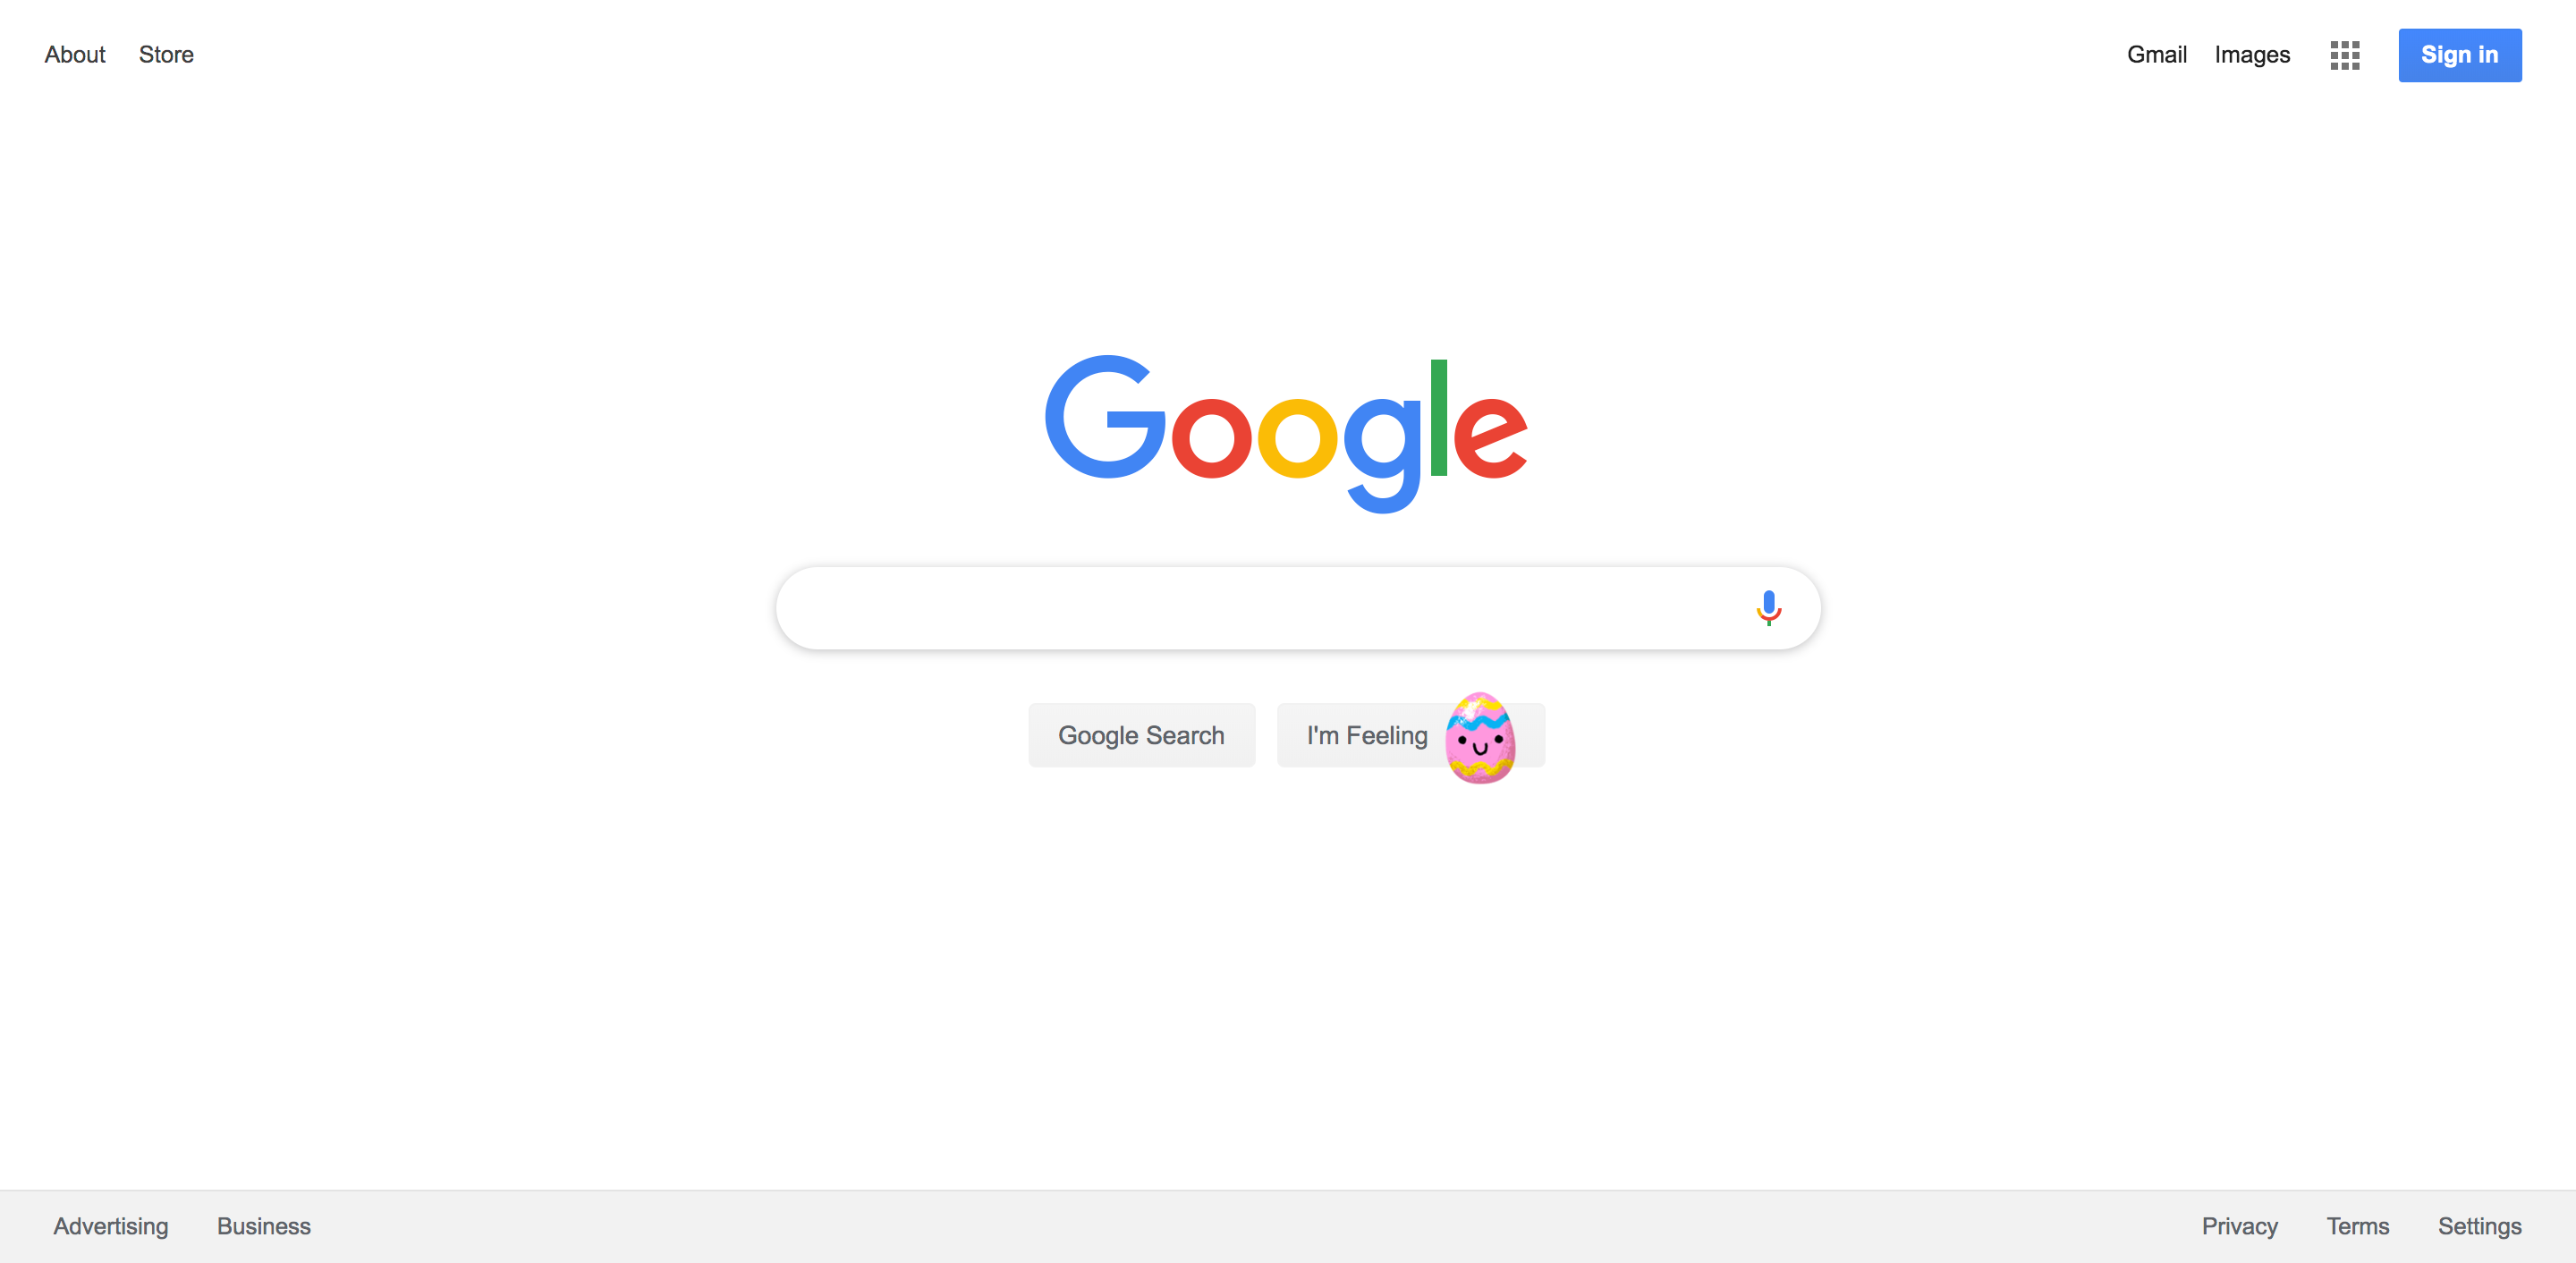 About Store
Gmail Images Sign in
Google
Google Search I'm Feeling
Advertising Business
Privacy Terms Settings